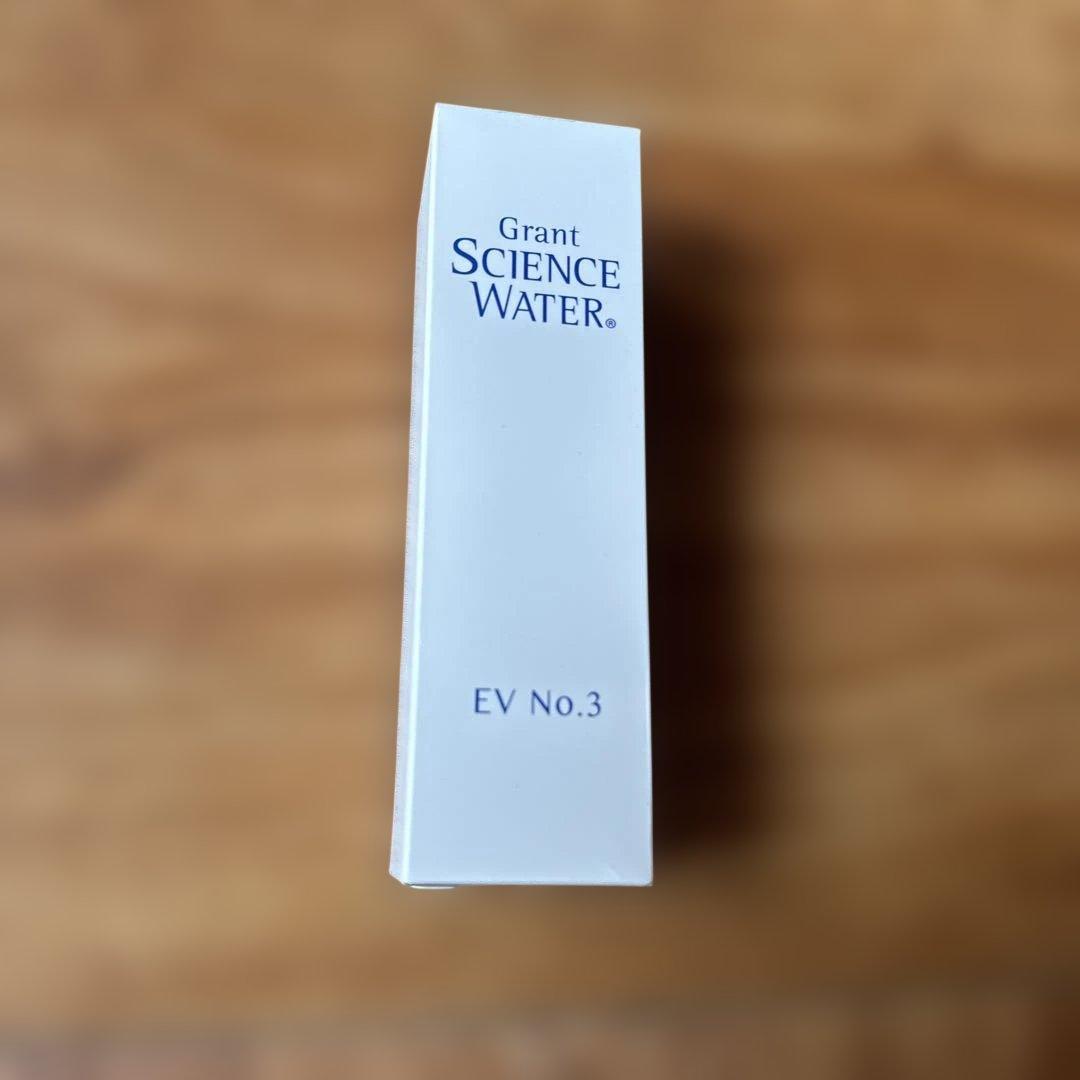 Grant
SCIENCE
WATER®
EV No.3